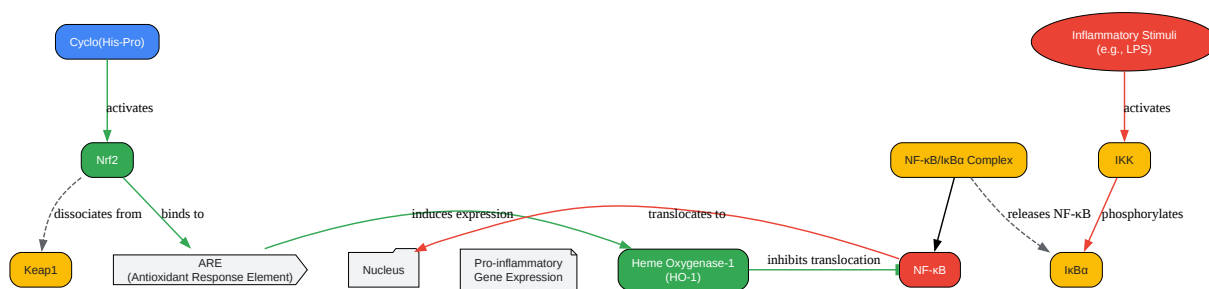 Cyclo(His-Pro)
Inflammatory Stimuli
(e.g., LPS)
activates
activates
Nrf2
NF-κB/IκBα Complex
IKK
dissociates from
binds to
induces expression
translocates to
releases NF-κB
phosphorylates
Keap1
ARE
(Antioxidant Response Element)
Nucleus
Pro-inflammatory
Gene Expression
Heme Oxygenase-1
(HO-1)
inhibits translocation
NF-κB
IκBα